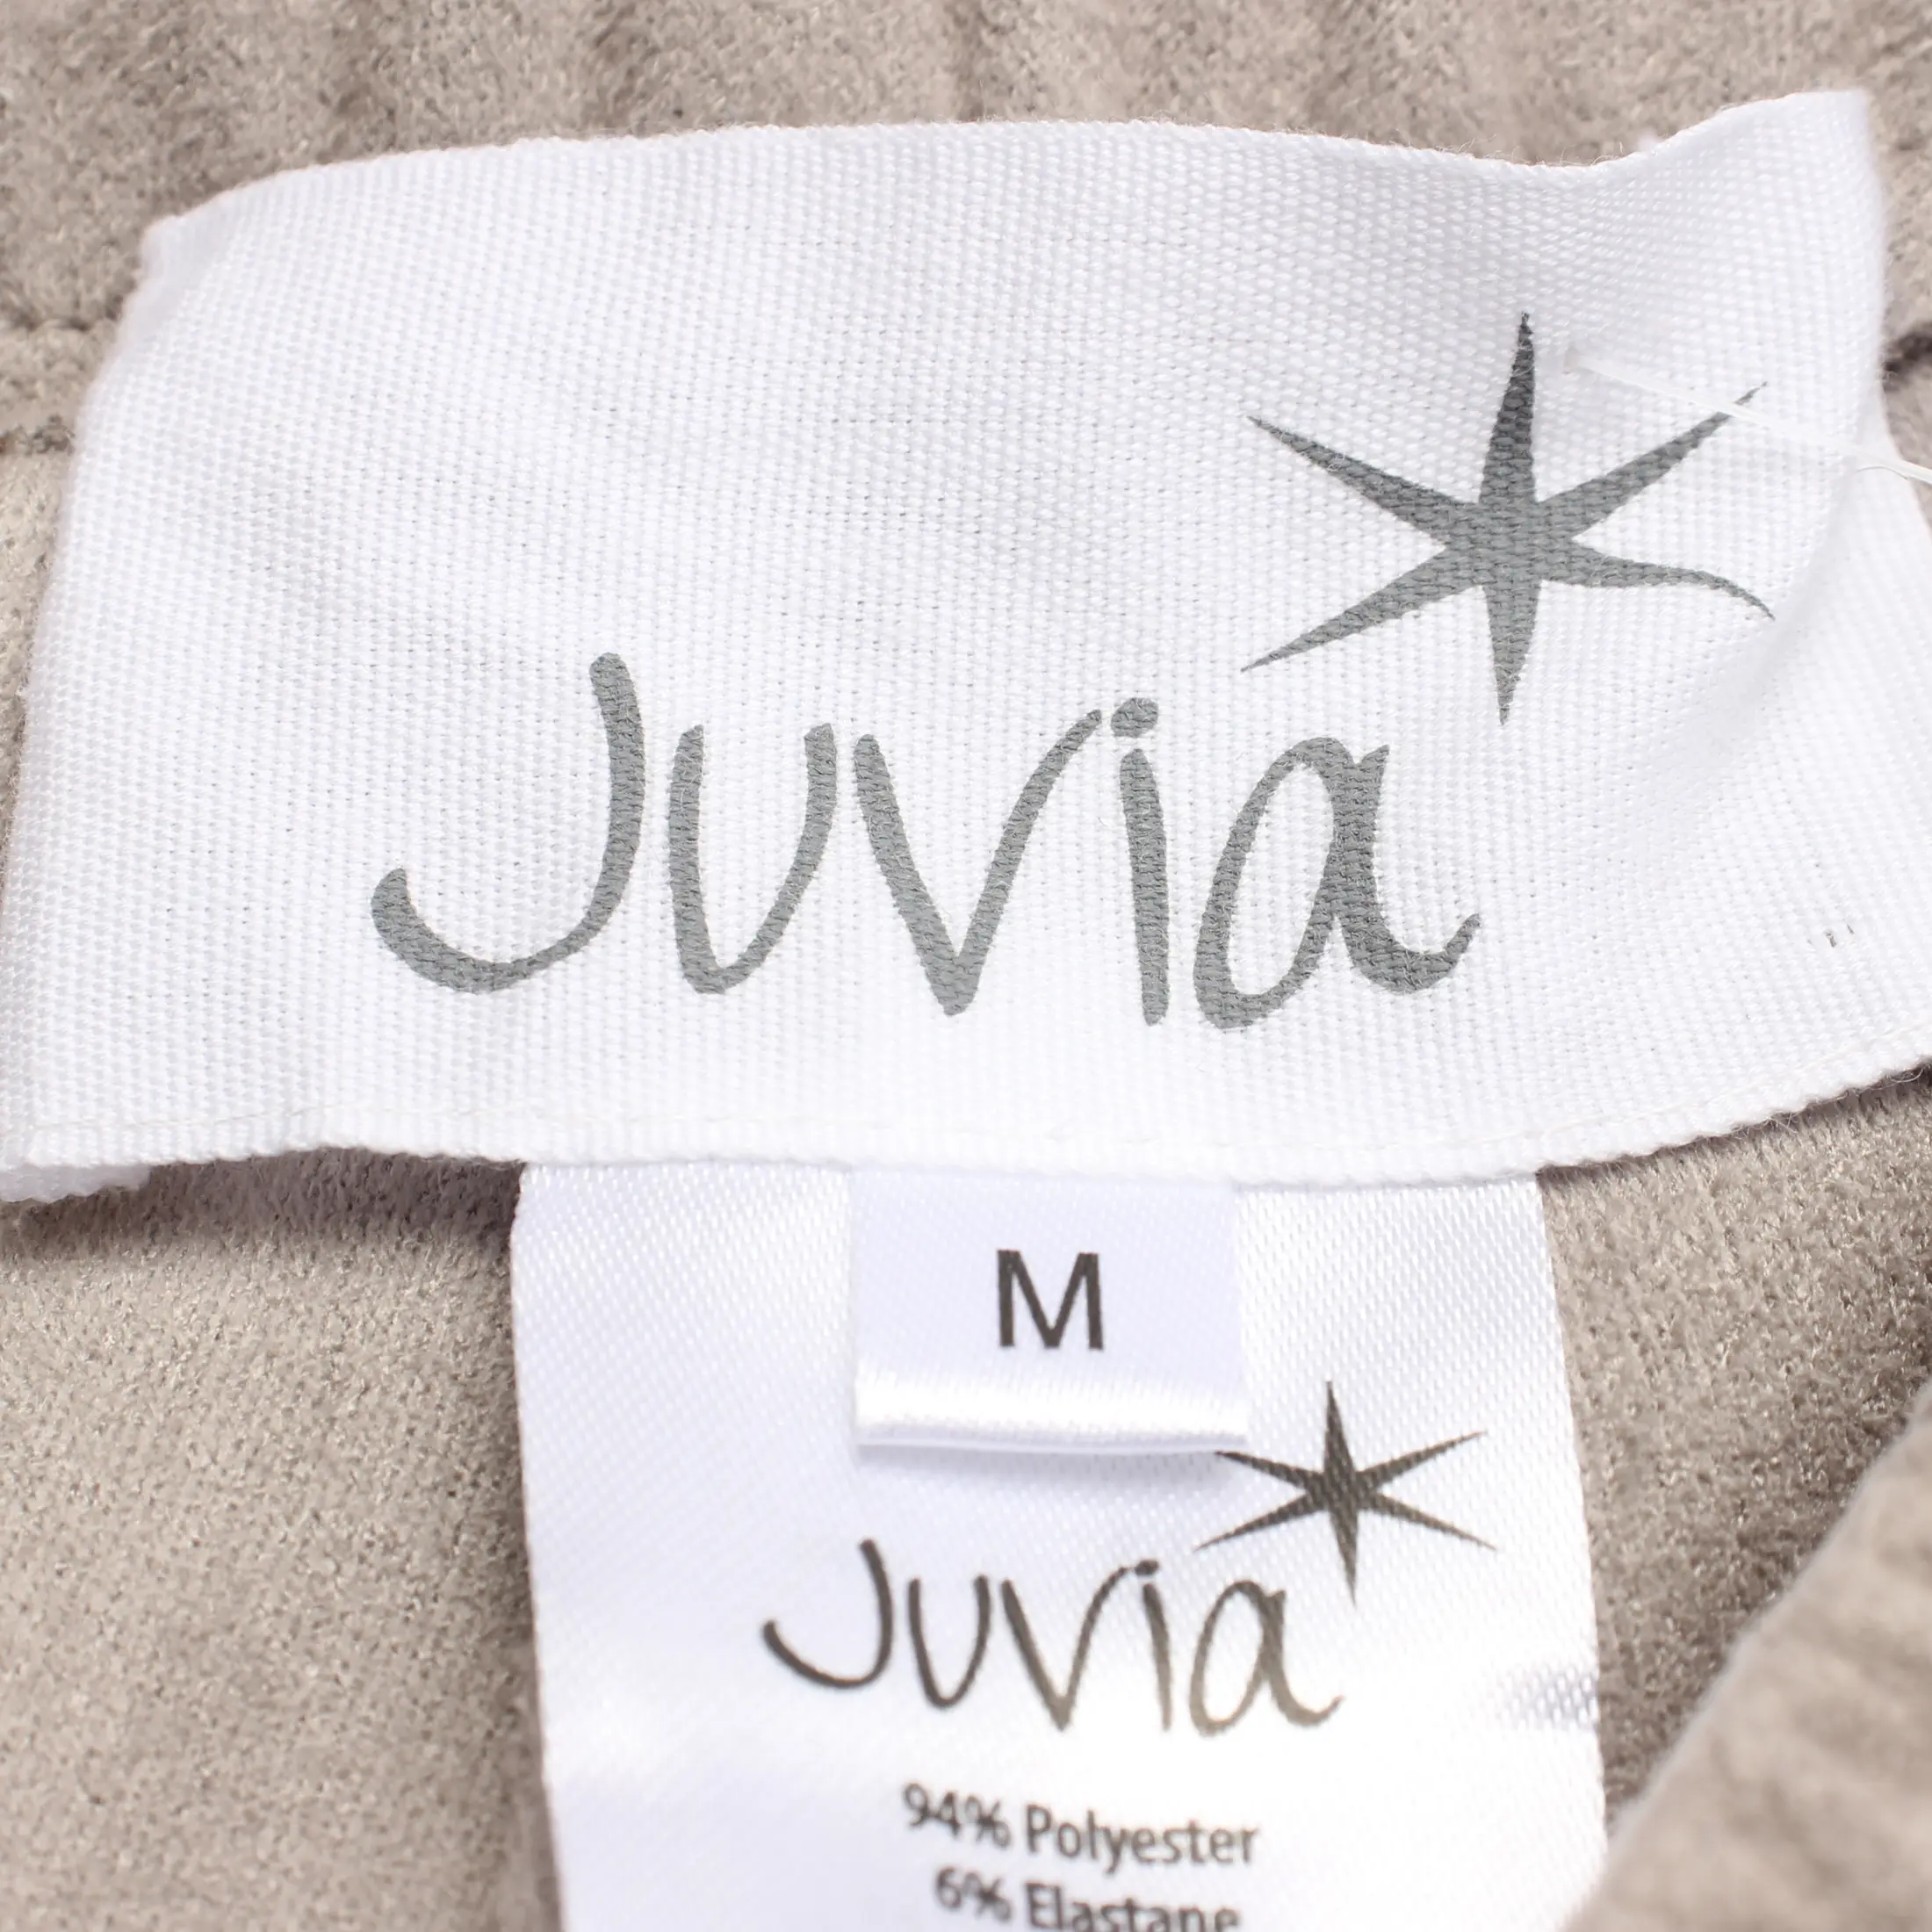 Juvia
M
Juvia
94% Polyester
6% Elastane